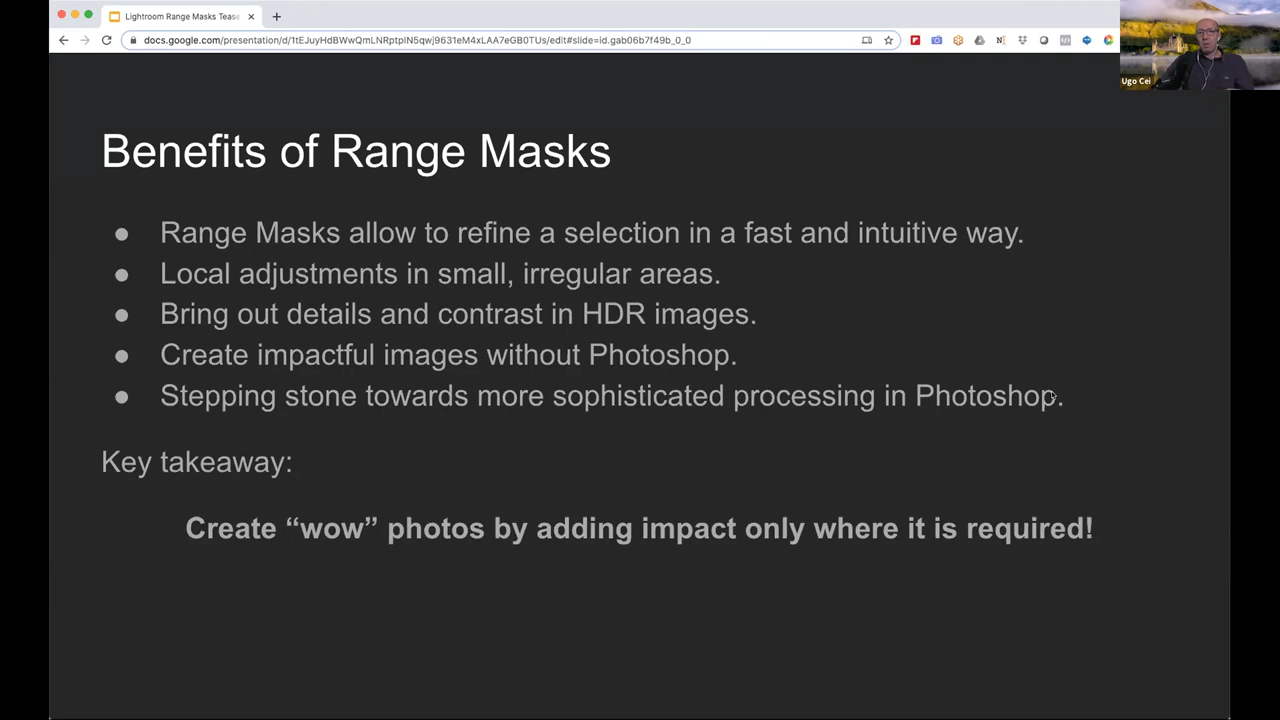 Lightroom Range Masks Tease
docs.google.com/presentation/d/1tEJuyHdBWwQmLNRptpIN5qwj9631eM4xLAA7eGB0TUs/edit#slide=id.gab06b7f49b_0_0
Ugo Cei
Benefits of Range Masks
● Range Masks allow to refine a selection in a fast and intuitive way.
● Local adjustments in small, irregular areas.
● Bring out details and contrast in HDR images.
● Create impactful images without Photoshop.
● Stepping stone towards more sophisticated processing in Photoshop.
Key takeaway:
Create “wow” photos by adding impact only where it is required!